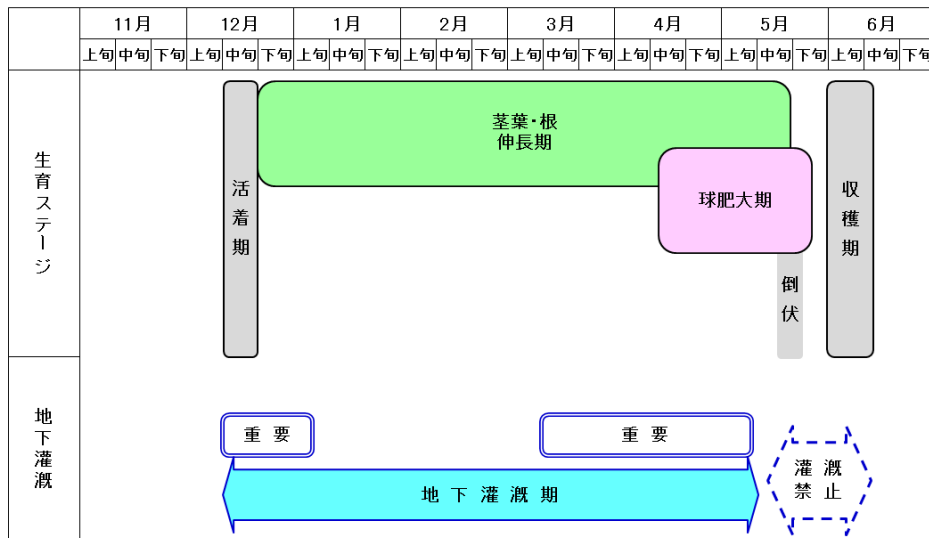 11月 12月 1月 2月 3月 4月 5月 6月
上旬 中旬 下旬 上旬 中旬 下旬 上旬 中旬 下旬 上旬 中旬 下旬 上旬 中旬 下旬 上旬 中旬 下旬 上旬 中旬 下旬 上旬 中旬 下旬
生育ステージ
活着期
茎葉・根
伸長期
球肥大期
倒伏
収穫期
地下灌漑
重要
重要
地下灌漑期
灌漑
禁止